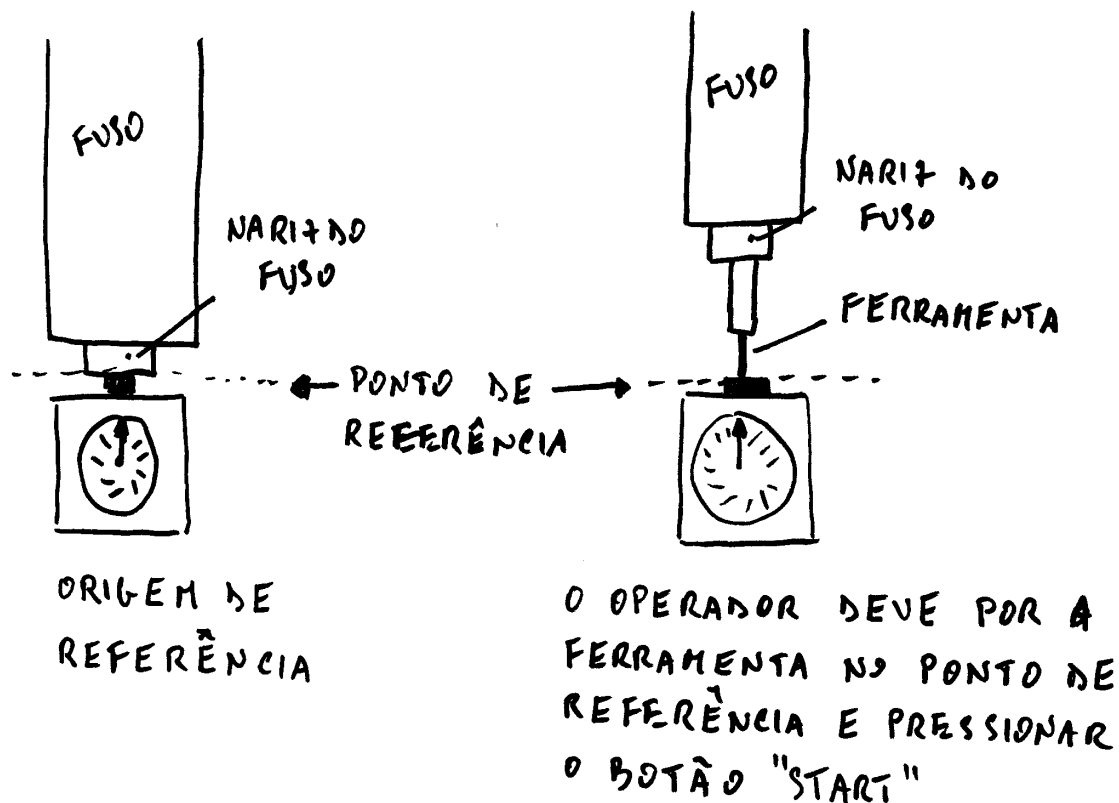 FUSO
NARIZ DO
FUSO
PONTO DE
REFERÊNCIA
ORIGEM DE
REFERÊNCIA
FUSO
NARIZ DO
FUSO
FERRAMENTA
O OPERADOR DEVE POR A
FERRAMENTA NO PONTO DE
REFERÊNCIA E PRESSIONAR
O BOTÃO "START"